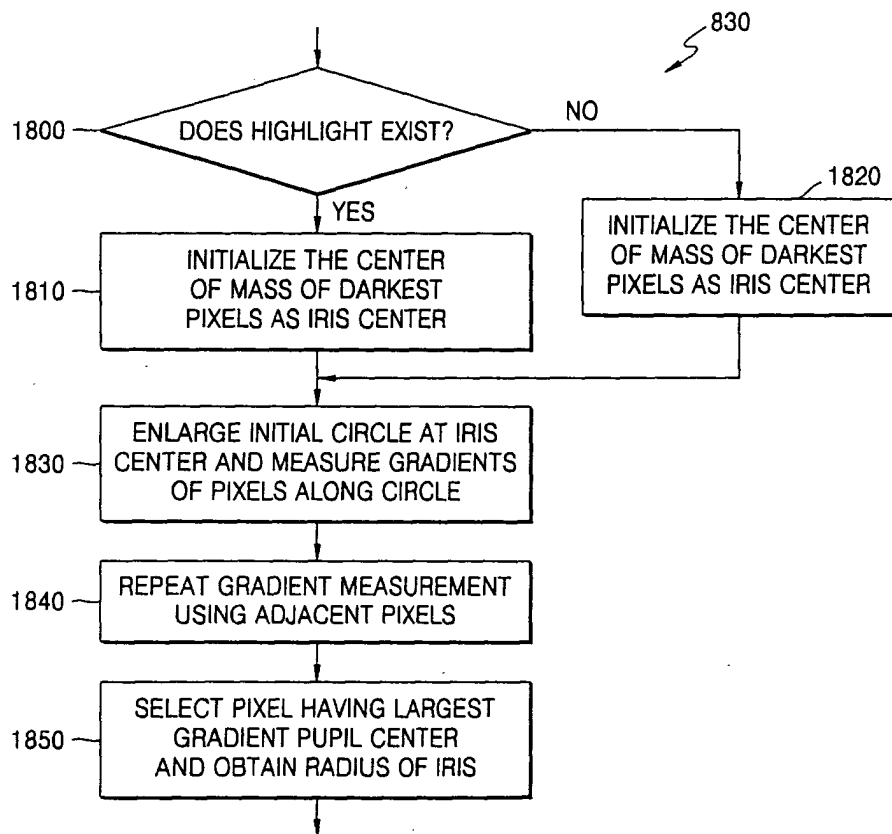 830
1800
DOES HIGHLIGHT EXIST?
NO
YES
1820
1810
INITIALIZE THE CENTER
OF MASS OF DARKEST
PIXELS AS IRIS CENTER
INITIALIZE THE CENTER
OF MASS OF DARKEST
PIXELS AS IRIS CENTER
1830
ENLARGE INITIAL CIRCLE AT IRIS
CENTER AND MEASURE GRADIENTS
OF PIXELS ALONG CIRCLE
1840
REPEAT GRADIENT MEASUREMENT
USING ADJACENT PIXELS
1850
SELECT PIXEL HAVING LARGEST
GRADIENT PUPIL CENTER
AND OBTAIN RADIUS OF IRIS